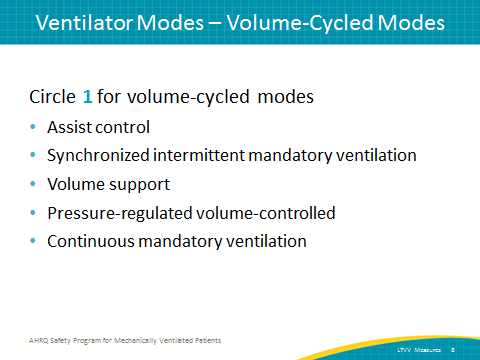 Ventilator Modes – Volume-Cycled Modes
Circle 1 for volume-cycled modes
• Assist control
• Synchronized intermittent mandatory ventilation
• Volume support
• Pressure-regulated volume-controlled
• Continuous mandatory ventilation
AHRQ Safety Program for Mechanically Ventilated Patients
LTVV Measures 8